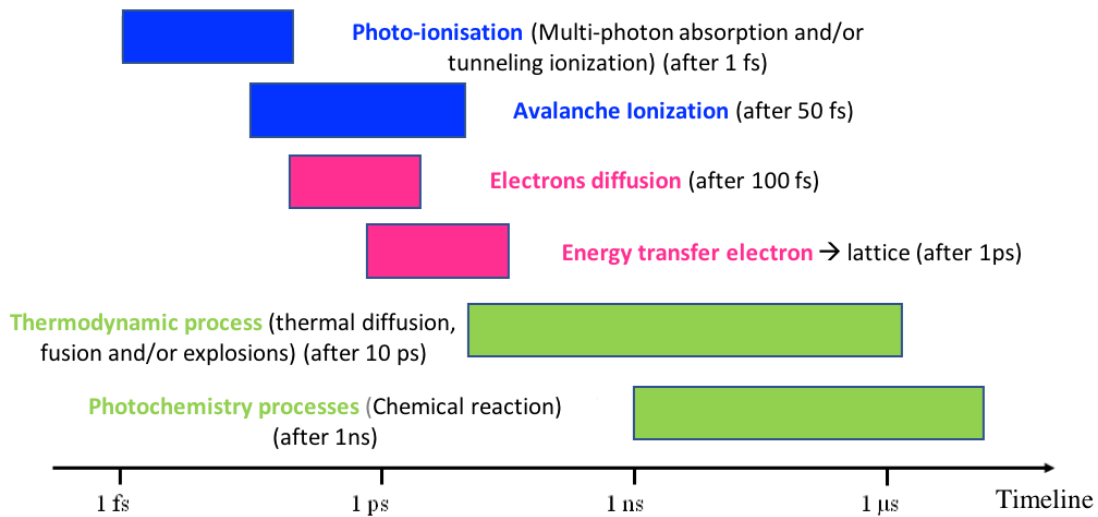 Photo-ionisation (Multi-photon absorption and/or
tunneling ionization) (after 1 fs)
Avalanche Ionization (after 50 fs)
Electrons diffusion (after 100 fs)
Energy transfer electron → lattice (after 1ps)
Thermodynamic process (thermal diffusion,
fusion and/or explosions) (after 10 ps)
Photochemistry processes (Chemical reaction)
(after 1ns)
1 fs 1 ps 1 ns 1 µs Timeline